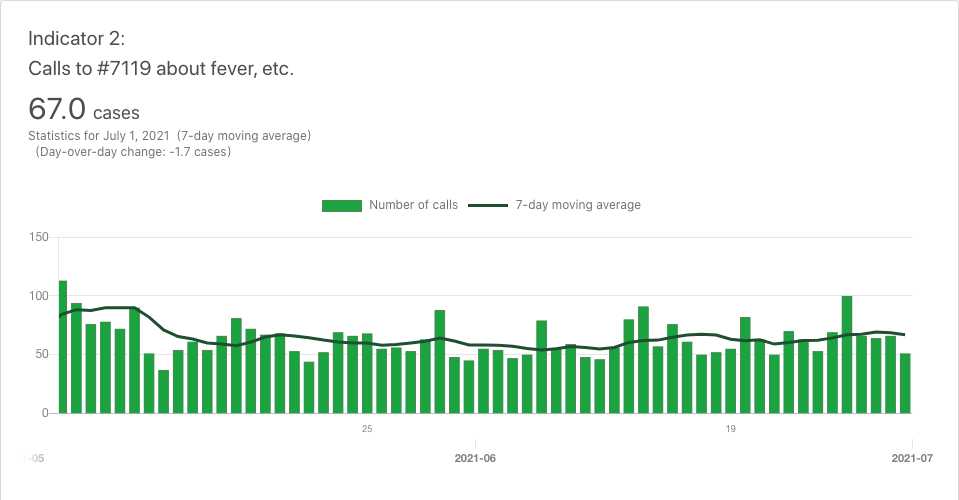 Indicator 2:
Calls to #7119 about fever, etc.
67.0 cases
Statistics for July 1, 2021 (7-day moving average)
(Day-over-day change: -1.7 cases)
Number of calls 7-day moving average
150
100
50
0
25 19
-05 2021-06 2021-07